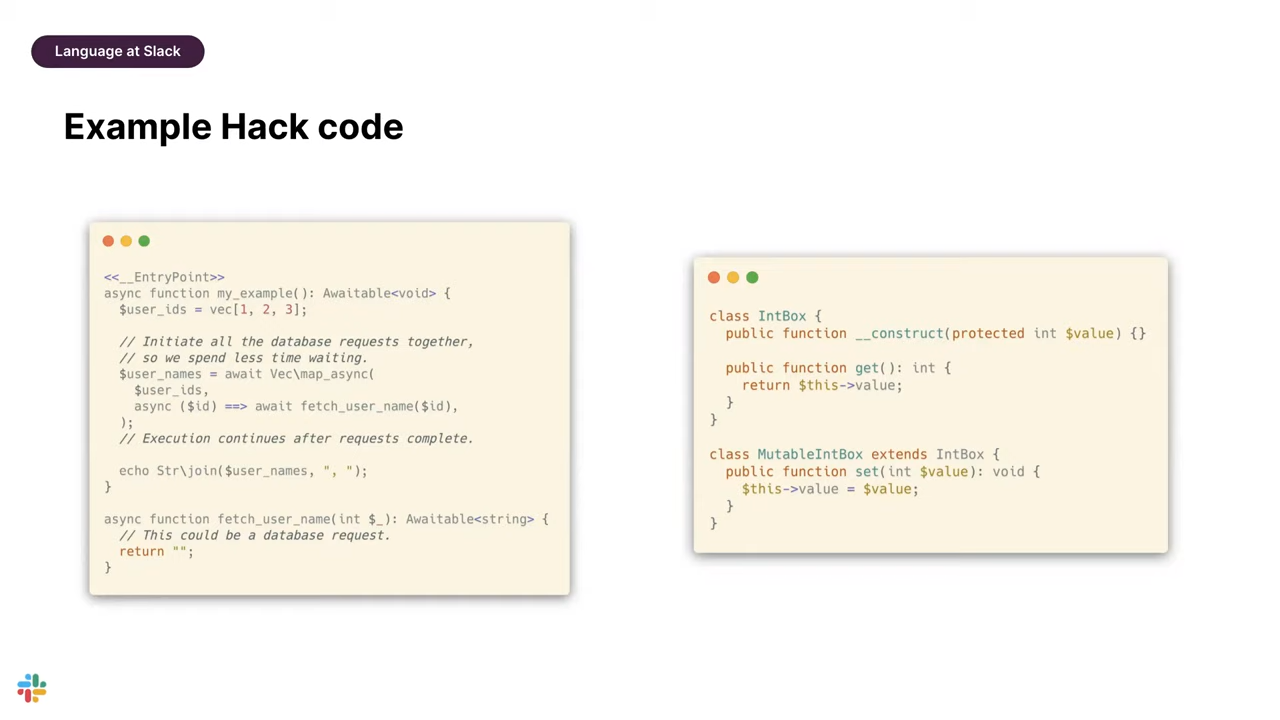 Language at Slack
Example Hack code
<<__EntryPoint>>
async function my_example(): Awaitable<void> {
  $user_ids = vec[1, 2, 3];

  // Initiate all the database requests together,
  // so we spend less time waiting.
  $user_names = await Vec\map_async(
    $user_ids,
    async ($id) ==> await fetch_user_name($id),
  );
  // Execution continues after requests complete.

  echo Str\join($user_names, ", ");
}

async function fetch_user_name(int $_): Awaitable<string> {
  // This could be a database request.
  return "";
}
class IntBox {
  public function __construct(protected int $value) {}

  public function get(): int {
    return $this->value;
  }
}

class MutableIntBox extends IntBox {
  public function set(int $value): void {
    $this->value = $value;
  }
}